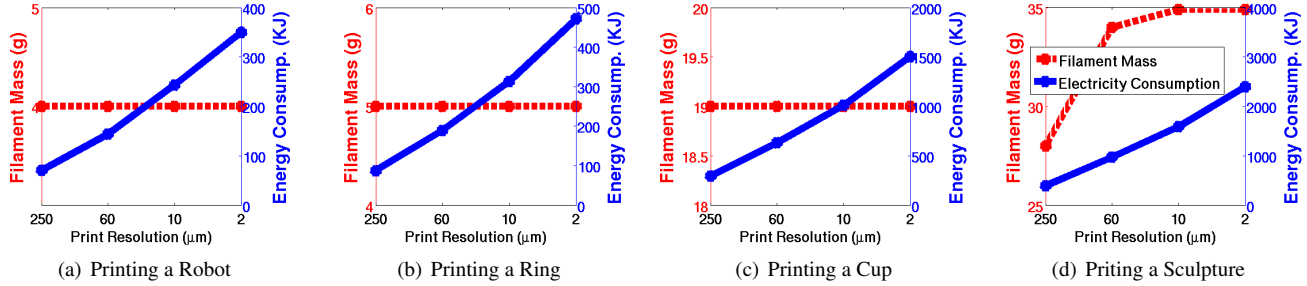 5
4
Filament Mass (g)
400
300
200
100
0
Energy Consump. (KJ)
250 60 10 2
Print Resolution (μm)
(a) Printing a Robot
6
5
4
Filament Mass (g)
500
400
300
200
100
0
Energy Consump. (KJ)
250 60 10 2
Print Resolution (μm)
(b) Printing a Ring
20
19.5
19
18.5
18
Filament Mass (g)
2000
1500
1000
500
0
Energy Consump. (KJ)
250 60 10 2
Print Resolution (μm)
(c) Printing a Cup
35
30
25
Filament Mass (g)
Filament Mass
Electricity Consumption
4000
3000
2000
1000
0
Energy Consump. (KJ)
250 60 10 2
Print Resolution (μm)
(d) Priting a Sculpture